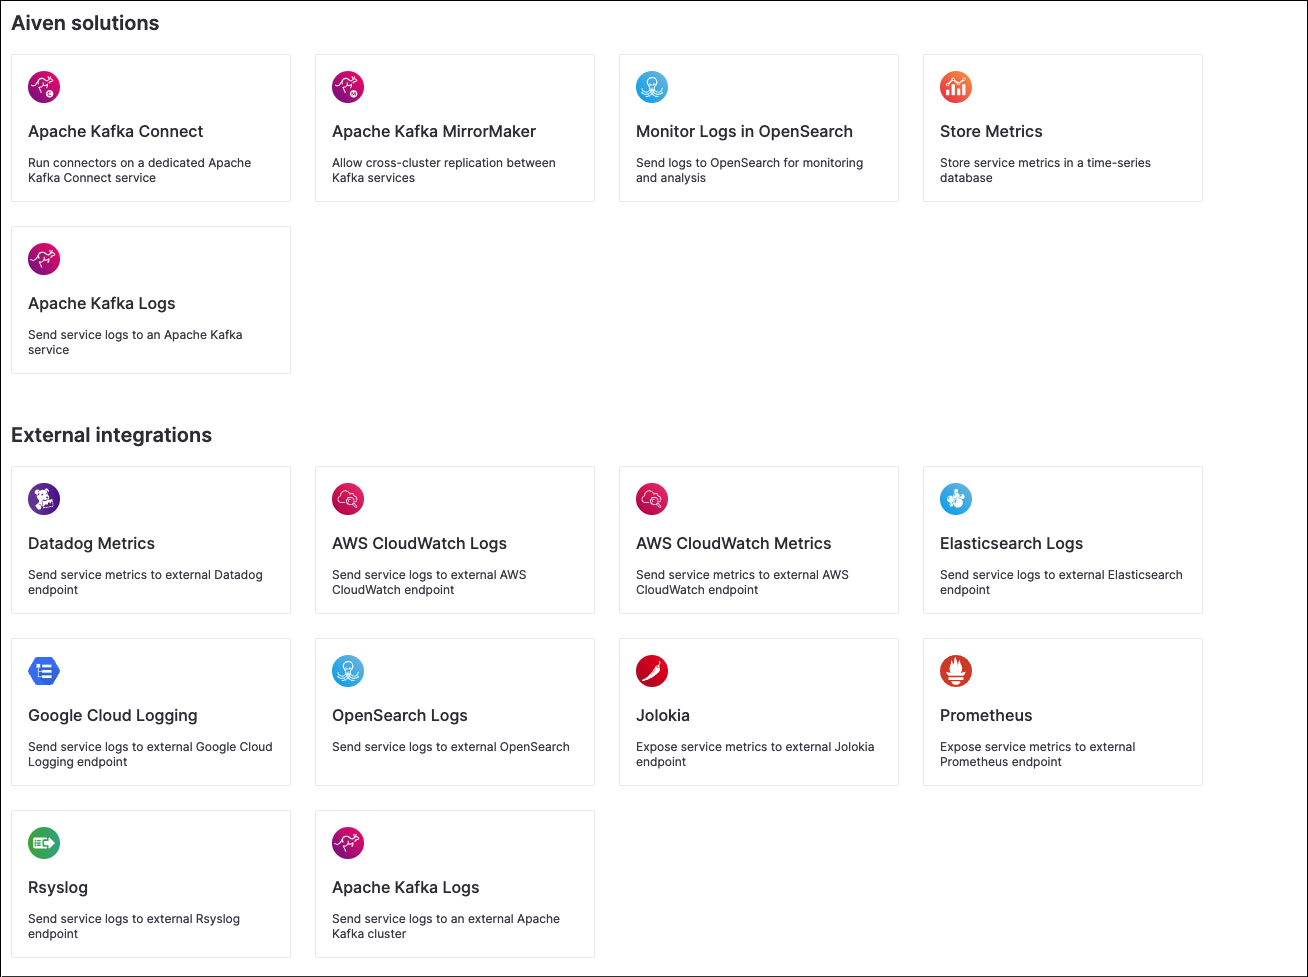 Aiven solutions
Apache Kafka Connect
Run connectors on a dedicated Apache
Kafka Connect service
Apache Kafka MirrorMaker
Allow cross-cluster replication between
Kafka services
Monitor Logs in OpenSearch
Send logs to OpenSearch for monitoring
and analysis
Store Metrics
Store service metrics in a time-series
database
Apache Kafka Logs
Send service logs to an Apache Kafka
service
External integrations
Datadog Metrics
Send service metrics to external Datadog
endpoint
AWS CloudWatch Logs
Send service logs to external AWS
CloudWatch endpoint
AWS CloudWatch Metrics
Send service metrics to external AWS
CloudWatch endpoint
Elasticsearch Logs
Send service logs to external Elasticsearch
endpoint
Google Cloud Logging
Send service logs to external Google Cloud
Logging endpoint
OpenSearch Logs
Send service logs to external OpenSearch
Jolokia
Expose service metrics to external Jolokia
endpoint
Prometheus
Expose service metrics to external
Prometheus endpoint
Rsyslog
Send service logs to external Rsyslog
endpoint
Apache Kafka Logs
Send service logs to an external Apache
Kafka cluster